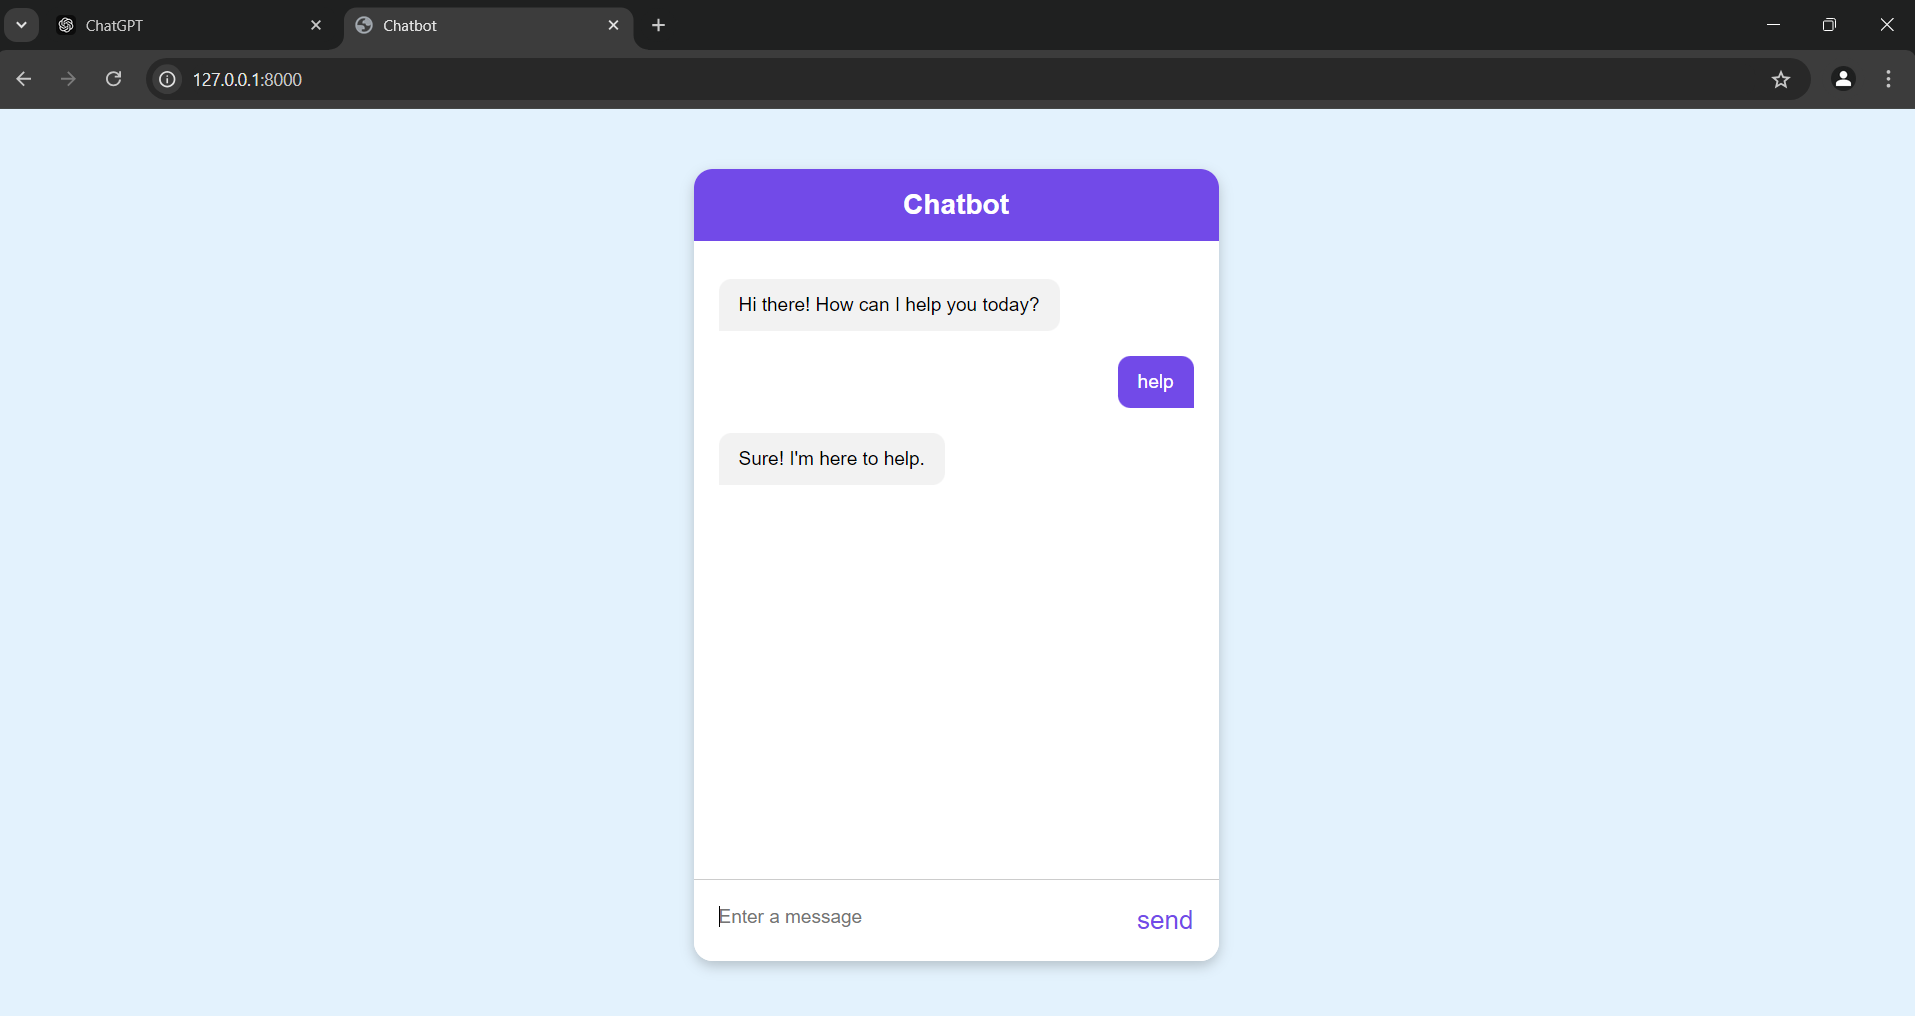 ChatGPT
Chatbot
127.0.0.1:8000
Chatbot
Hi there! How can I help you today?
help
Sure! I'm here to help.
Enter a message
send